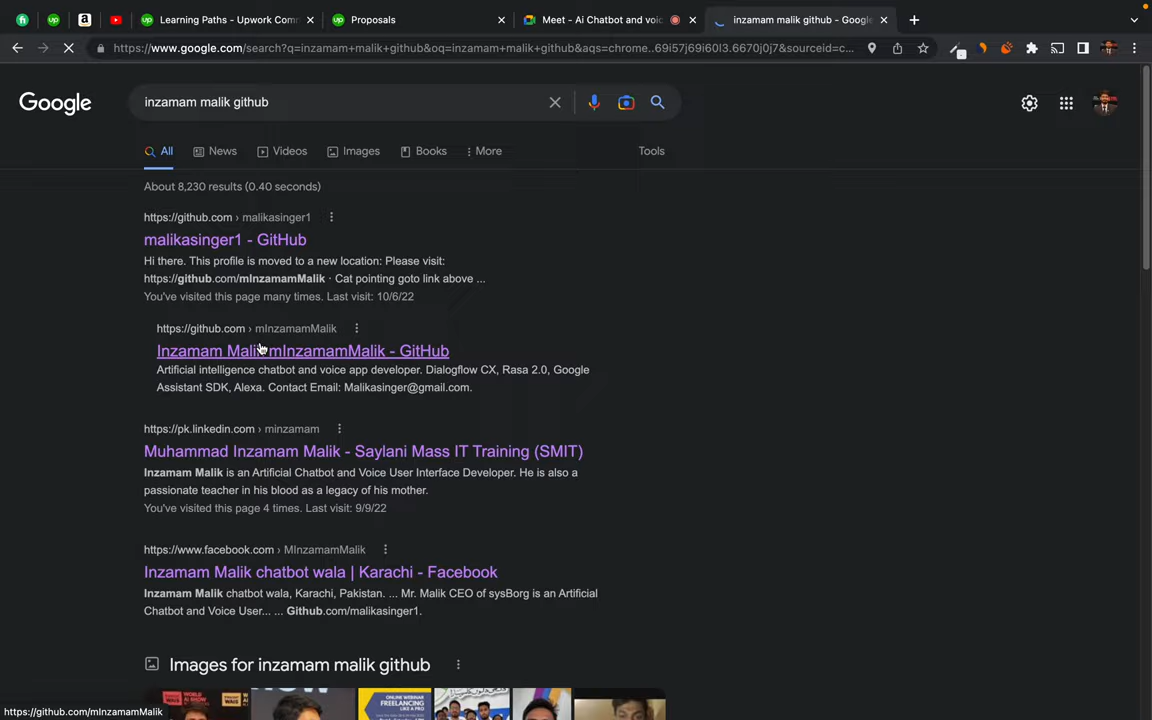 Learning Paths - Upwork Com
Proposals
Meet - Ai Chatbot and voic
inzamam malik github - Google
https://www.google.com/search?q=inzamam+malik+github&oq=inzamam+malik+github&aqs=chrome..69i57j69i60l3.6670j0j7&sourceid=c...
Google
inzamam malik github
All
News
Videos
Images
Books
More
Tools
About 8,230 results (0.40 seconds)
https://github.com › malikasinger1
malikasinger1 - GitHub
Hi there. This profile is moved to a new location: Please visit:
https://github.com/mInzamamMalik · Cat pointing goto link above ...
You've visited this page many times. Last visit: 10/6/22
https://github.com › mInzamamMalik
Inzamam Mali mInzamamMalik - GitHub
Artificial intelligence chatbot and voice app developer. Dialogflow CX, Rasa 2.0, Google
Assistant SDK, Alexa. Contact Email: Malikasinger@gmail.com.
https://pk.linkedin.com › minzamam
Muhammad Inzamam Malik - Saylani Mass IT Training (SMIT)
Inzamam Malik is an Artificial Chatbot and Voice User Interface Developer. He is also a
passionate teacher in his blood as a legacy of his mother.
You've visited this page 4 times. Last visit: 9/9/22
https://www.facebook.com › MInzamamMalik
Inzamam Malik chatbot wala | Karachi - Facebook
Inzamam Malik chatbot wala, Karachi, Pakistan. ... Mr. Malik CEO of sysBorg is an Artificial
Chatbot and Voice User... ... Github.com/malikasinger1.
Images for inzamam malik github
https://github.com/mInzamamMalik